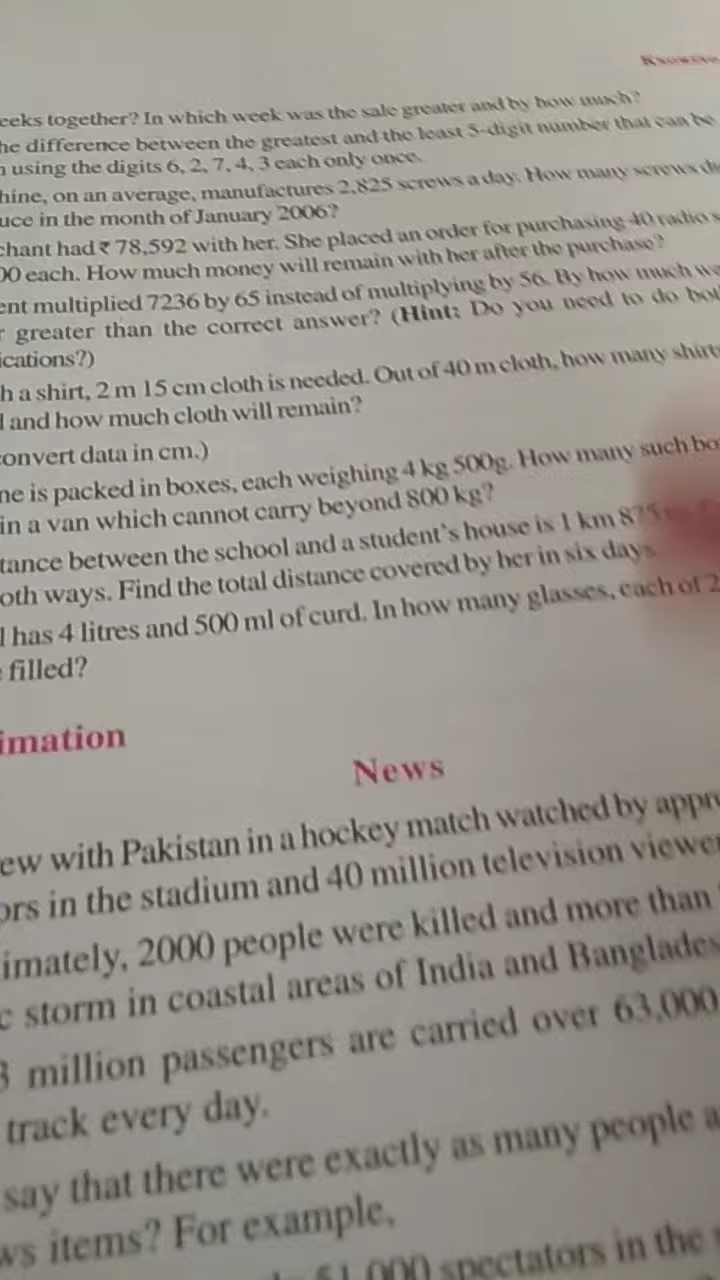 eeks together? In which week was the sale greater and by how much?
he difference between the greatest and the least 5-digit number that can be
using the digits 6, 2, 7, 4, 3 each only once.
hine, on an average, manufactures 2,825 screws a day. How many screws di
uce in the month of January 2006?
chant had ₹ 78,592 with her. She placed an order for purchasing 40 radio s
00 each. How much money will remain with her after the purchase?
ent multiplied 7236 by 65 instead of multiplying by 56. By how much wa
r greater than the correct answer? (Hint: Do you need to do bot
ications?)
h a shirt, 2 m 15 cm cloth is needed. Out of 40 m cloth, how many shirts
and how much cloth will remain?
convert data in cm.)
ne is packed in boxes, each weighing 4 kg 500g. How many such bo
in a van which cannot carry beyond 800 kg?
tance between the school and a student's house is 1 km 875
oth ways. Find the total distance covered by her in six days.
l has 4 litres and 500 ml of curd. In how many glasses, each of 2
filled?
imation
News
ew with Pakistan in a hockey match watched by appr
ors in the stadium and 40 million television viewe
imately, 2000 people were killed and more than
c storm in coastal areas of India and Banglades
3 million passengers are carried over 63,000
track every day.
say that there were exactly as many people a
ws items? For example,
51,000 spectators in the